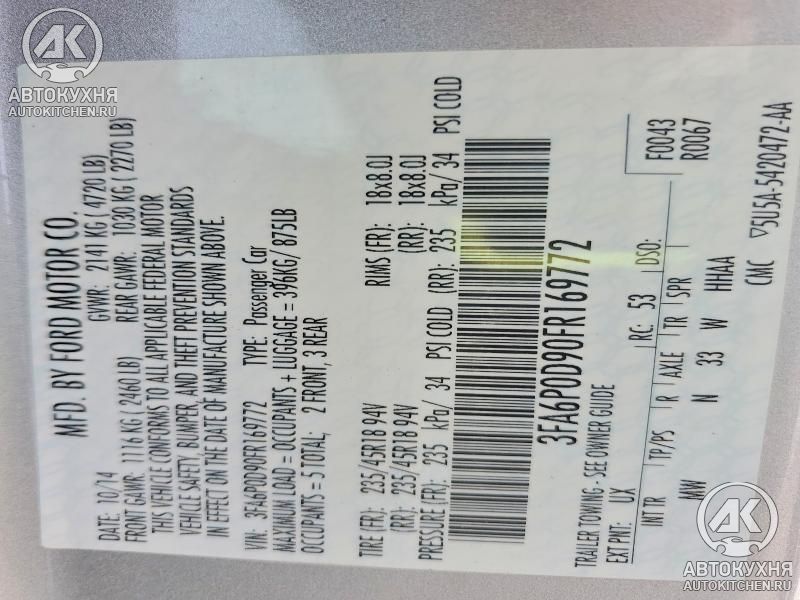 MFD. BY FORD MOTOR CO.
DATE: 10/14 GVWR: 2141 KG ( 4720 LB)
FRONT GAWR: 1116 KG ( 2460 LB) REAR GAWR: 1030 KG ( 2270 LB)
THIS VEHICLE CONFORMS TO ALL APPLICABLE FEDERAL MOTOR
VEHICLE SAFETY, BUMPER, AND THEFT PREVENTION STANDARDS
IN EFFECT ON THE DATE OF MANUFACTURE SHOWN ABOVE.
VIN: 3FA6P0D90FR169772 TYPE: Passenger Car
MAXIMUM LOAD = OCCUPANTS + LUGGAGE = 396KG/ 875LB
OCCUPANTS = 5 TOTAL; 2 FRONT, 3 REAR
TIRE (FR): 235/45R18 94V RIMS (FR): 18x8.0J
(RR): 235/45R18 94V (RR): 18x8.0J
PRESSURE (FR): 235 kPa/ 34 PSI COLD (RR): 235 kPa/ 34 PSI COLD
3FA6P0D90FR169772
TRAILER TOWING - SEE OWNER GUIDE F0043
EXT PNT: UX RC: 53 DSO: R0067
INT TR TP/PS R AXLE TR SPR
MW N 33 W HHAA
CMC ▽5U5A-5420472-AA
АК
АВТОКУХНЯ
AUTOKITCHEN.RU
АК
АВТОКУХНЯ
AUTOKITCHEN.RU